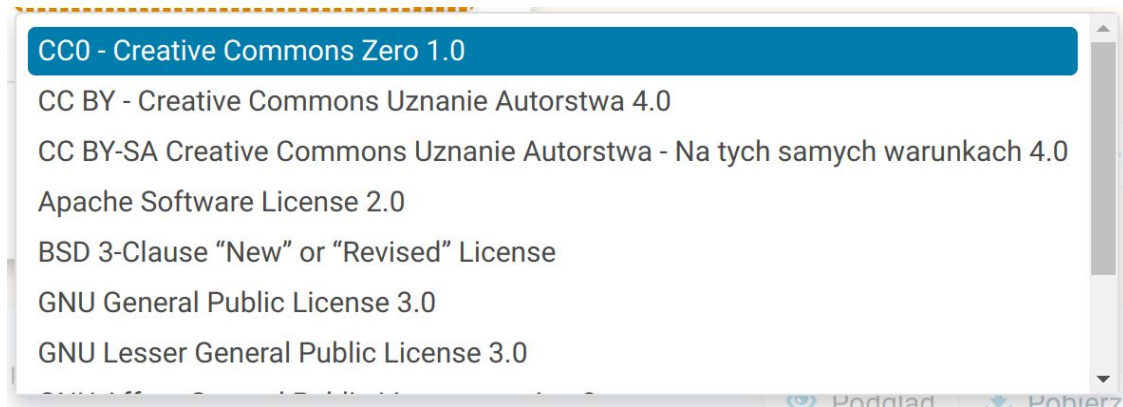 CC0 - Creative Commons Zero 1.0
CC BY - Creative Commons Uznanie Autorstwa 4.0
CC BY-SA Creative Commons Uznanie Autorstwa - Na tych samych warunkach 4.0
Apache Software License 2.0
BSD 3-Clause “New” or “Revised” License
GNU General Public License 3.0
GNU Lesser General Public License 3.0
Podgląd Pobierz